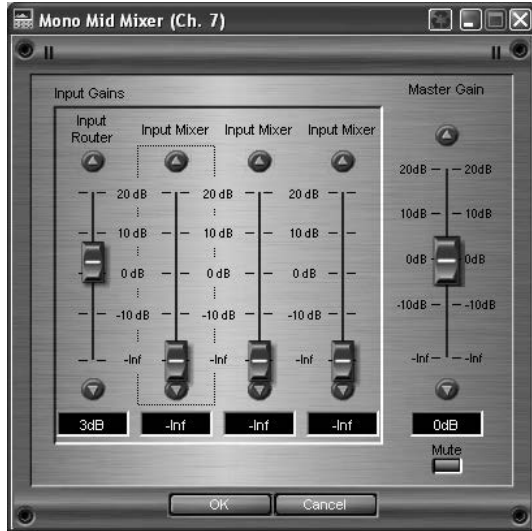 Mono Mid Mixer (Ch. 7)
Input Gains
Master Gain
Input Router
Input Mixer
Input Mixer
Input Mixer
20 dB
20 dB
20 dB
20dB
20dB
10 dB
10 dB
10 dB
10dB
10dB
0 dB
0 dB
0 dB
0dB
0dB
-10 dB
-10 dB
-10 dB
-10dB
-10dB
-Inf
-Inf
-Inf
-Inf
-Inf
3dB
-Inf
-Inf
-Inf
0dB
Mute
OK
Cancel